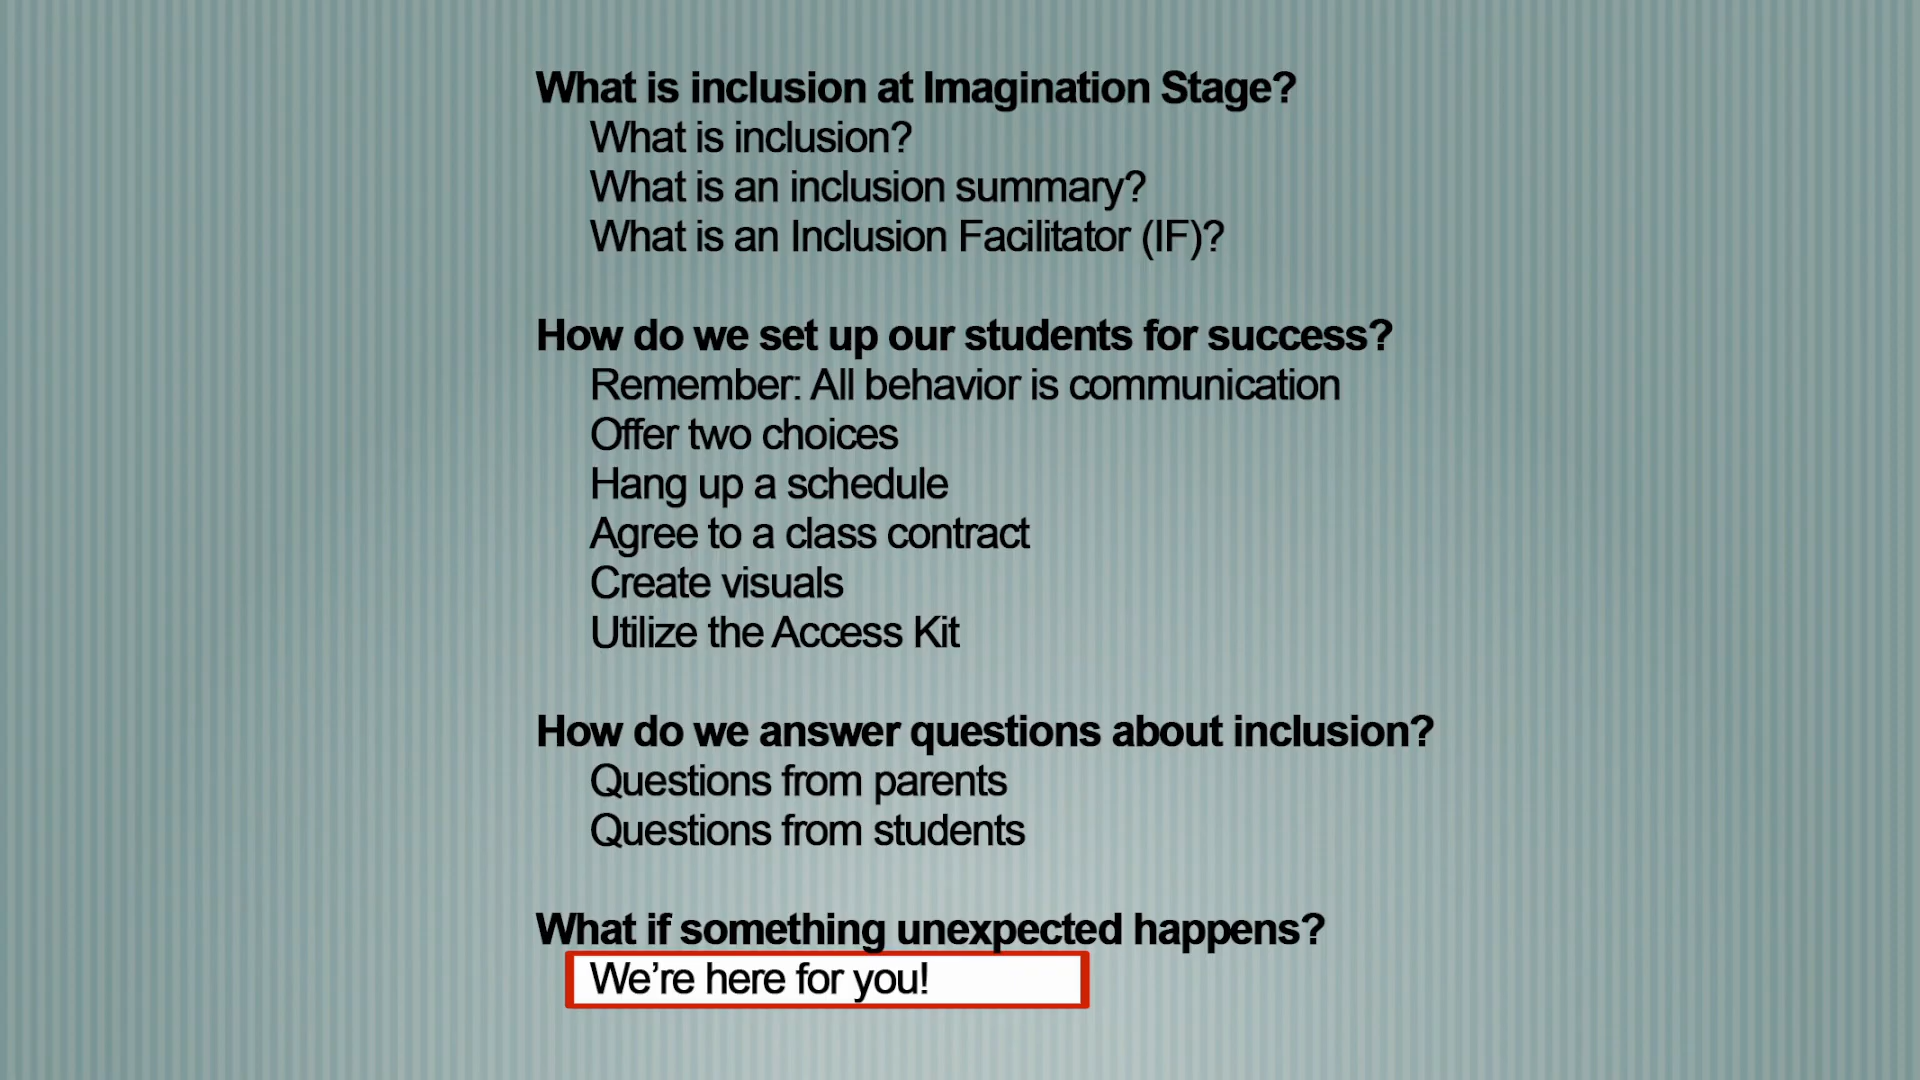 What is inclusion at Imagination Stage?
What is inclusion?
What is an inclusion summary?
What is an Inclusion Facilitator (IF)?
How do we set up our students for success?
Remember: All behavior is communication
Offer two choices
Hang up a schedule
Agree to a class contract
Create visuals
Utilize the Access Kit
How do we answer questions about inclusion?
Questions from parents
Questions from students
What if something unexpected happens?
We’re here for you!